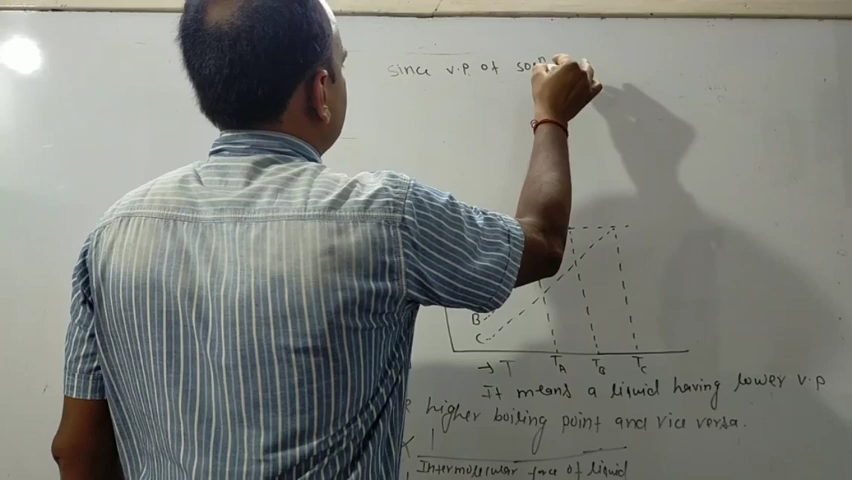 since v.p. of
B
C
→ T
TA TB TC
It means a liquid having lower v.p
higher boiling point and vice versa.
Intermolecular force of liquid